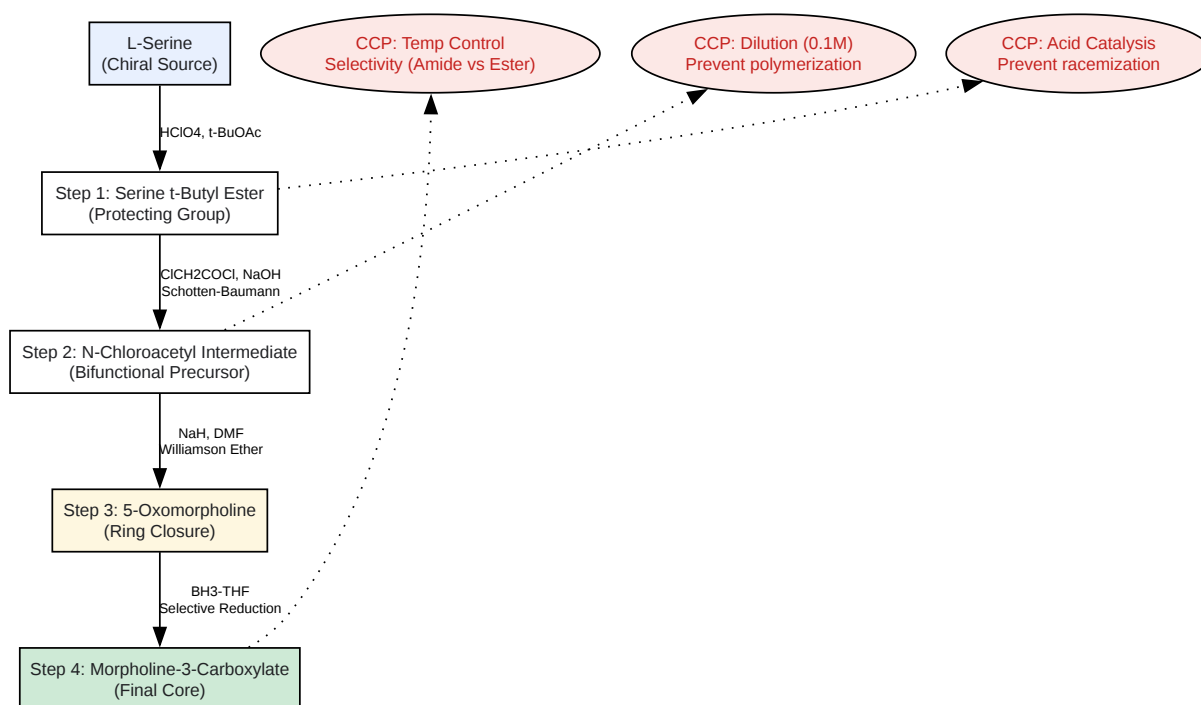 L-Serine
(Chiral Source)
CCP: Temp Control
Selectivity (Amide vs Ester)
CCP: Dilution (0.1M)
Prevent polymerization
CCP: Acid Catalysis
Prevent racemization
HClO4, t-BuOAc
Step 1: Serine t-Butyl Ester
(Protecting Group)
ClCH2COCl, NaOH
Schotten-Baumann
Step 2: N-Chloroacetyl Intermediate
(Bifunctional Precursor)
NaH, DMF
Williamson Ether
Step 3: 5-Oxomorpholine
(Ring Closure)
BH3-THF
Selective Reduction
Step 4: Morpholine-3-Carboxylate
(Final Core)